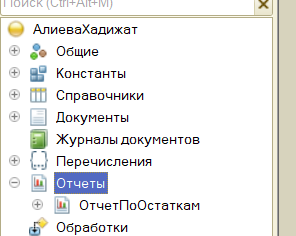 Поиск (Ctrl+Alt+M)
АлиеваХадижат
Общие
Константы
Справочники
Документы
Журналы документов
Перечисления
Отчеты
ОтчетПоОстаткам
Обработки